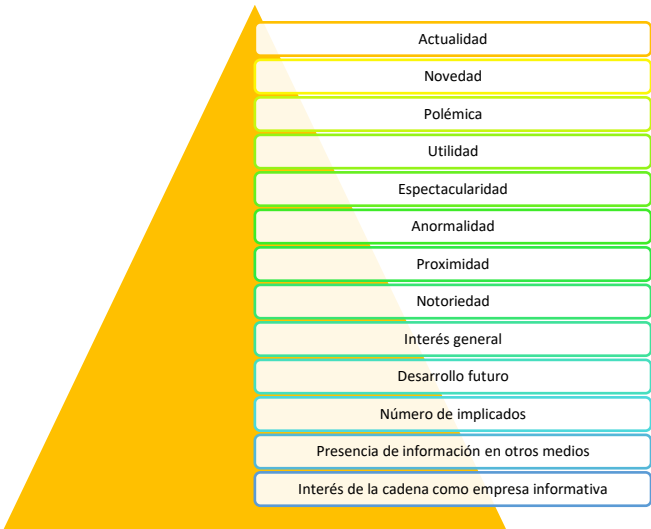 Actualidad
Novedad
Polémica
Utilidad
Espectacularidad
Anormalidad
Proximidad
Notoriedad
Interés general
Desarrollo futuro
Número de implicados
Presencia de información en otros medios
Interés de la cadena como empresa informativa